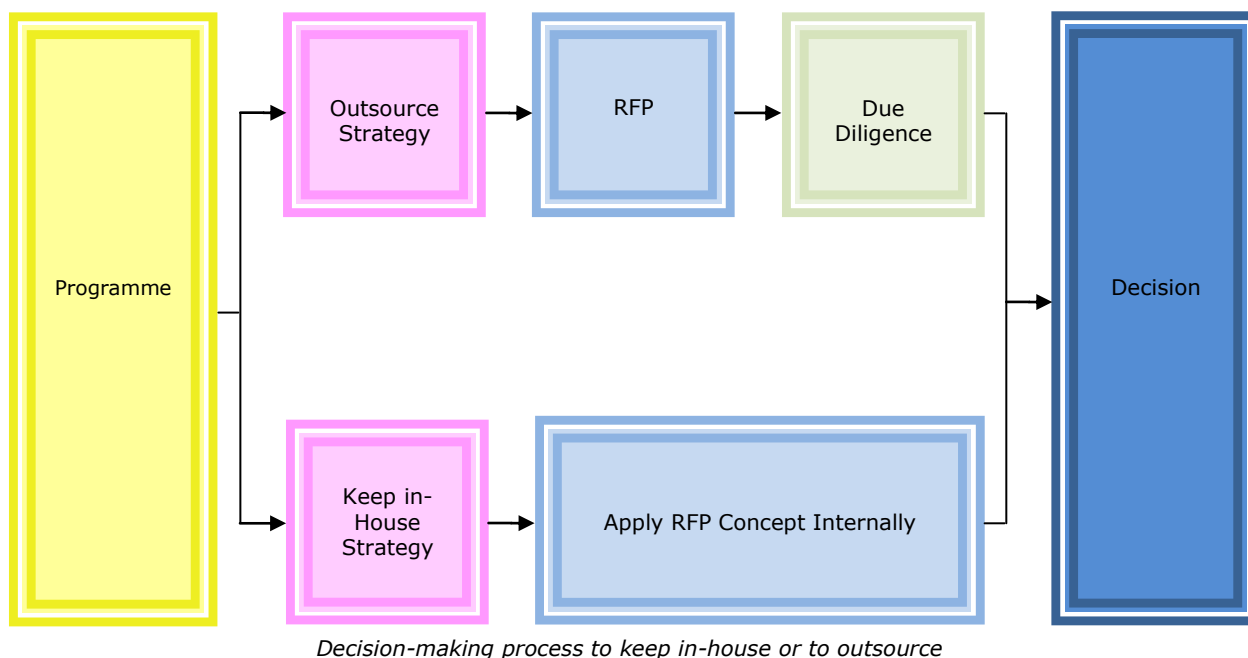 Outsource
Strategy
RFP
Due
Diligence
Programme
Decision
Keep in-
House
Strategy
Apply RFP Concept Internally
Decision-making process to keep in-house or to outsource